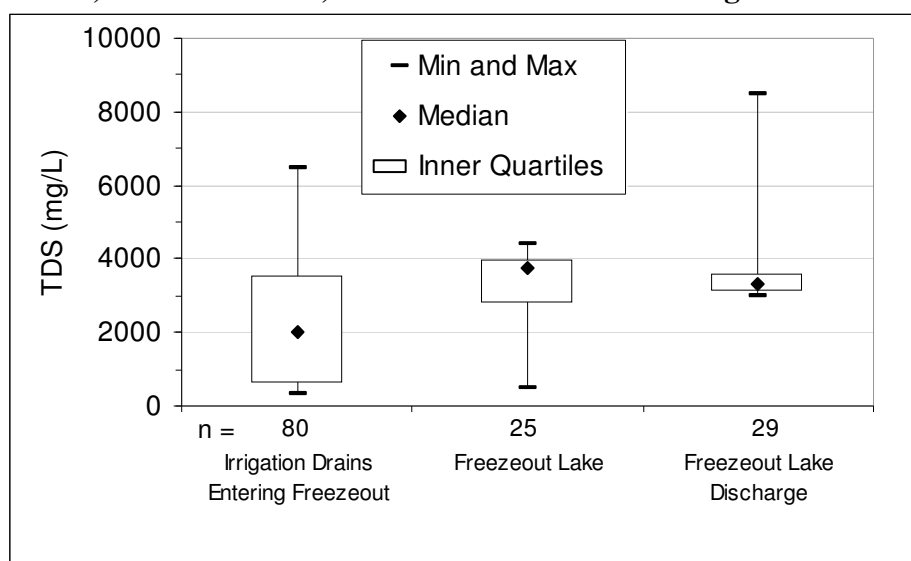 10000
8000
6000
4000
2000
0
TDS (mg/L)
Min and Max
Median
Inner Quartiles
n = 80 25 29
Irrigation Drains Entering Freezeout
Freezeout Lake
Freezeout Lake Discharge